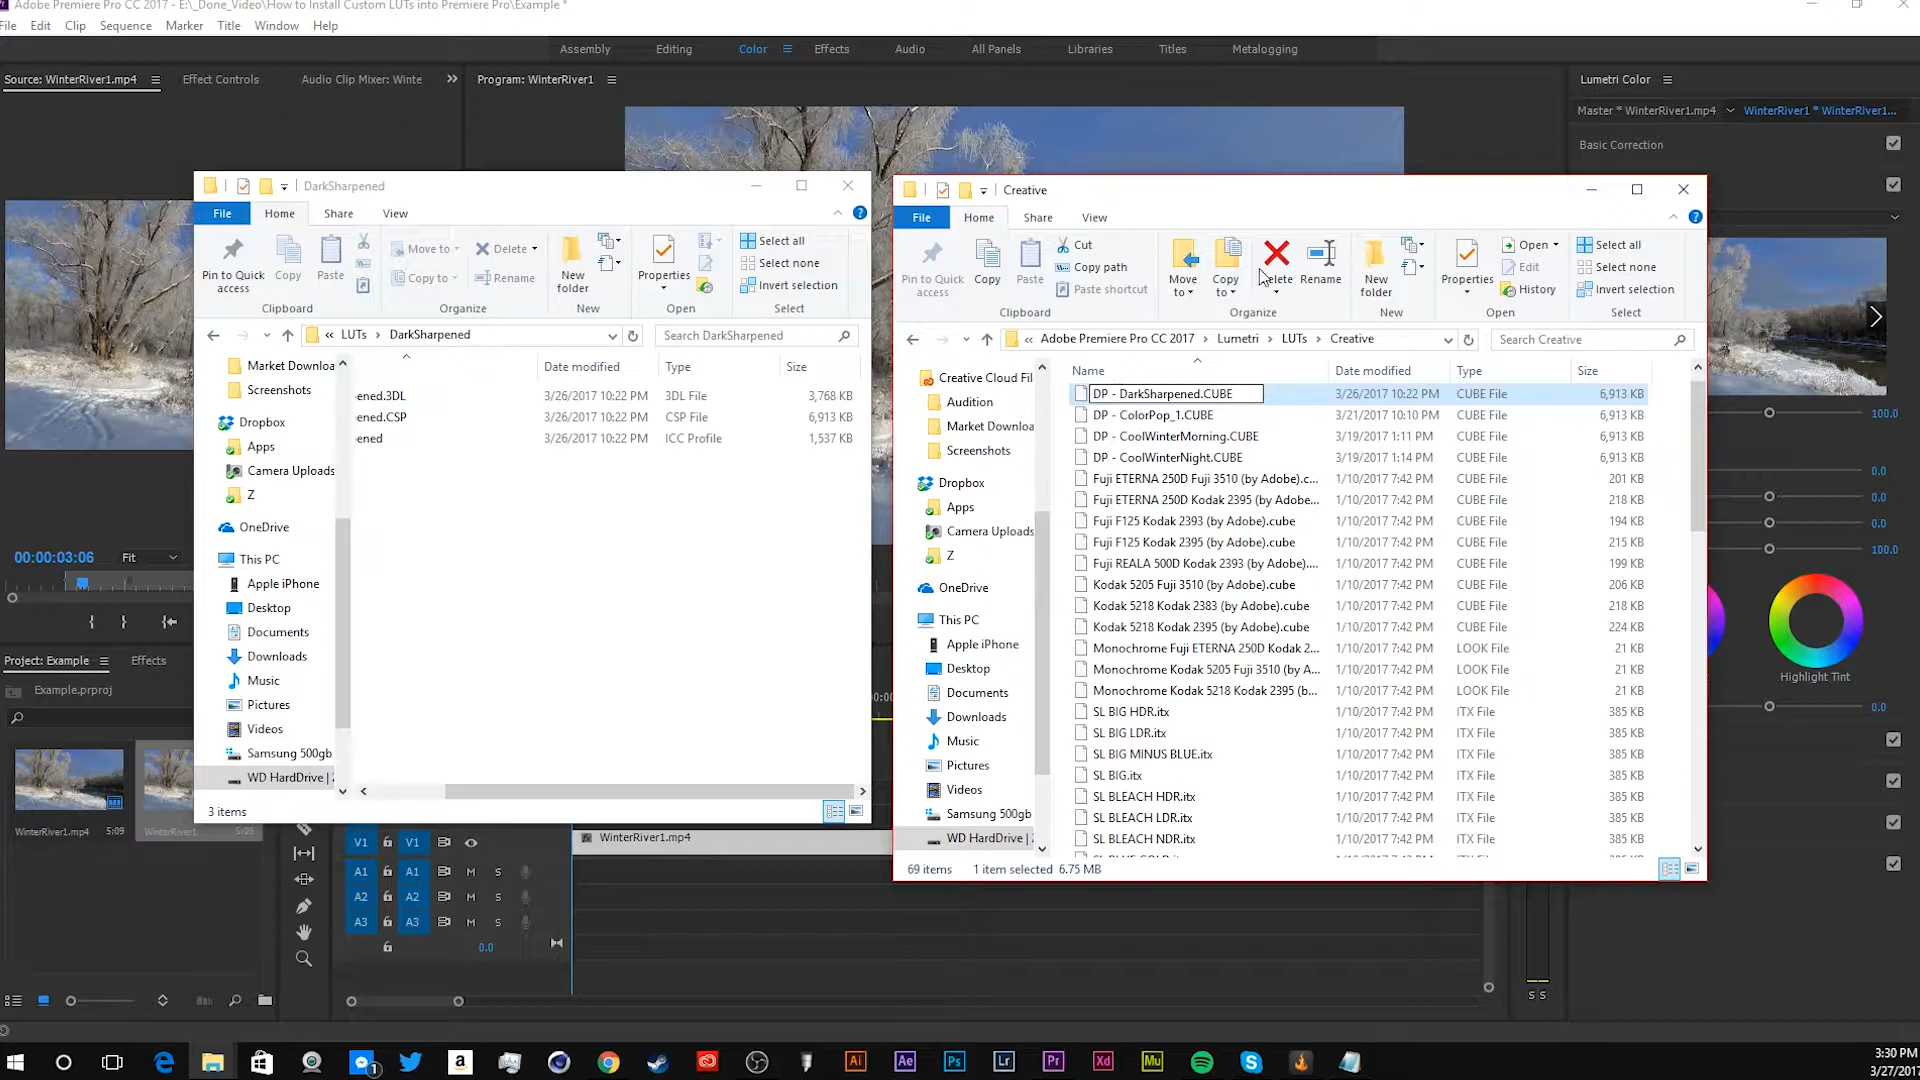 Adobe Premiere Pro CC 2017 - E:\_Done_Video\How to Install Custom LUTs into Premiere Pro\Example *
File Edit Clip Sequence Marker Title Window Help
Assembly Editing Color Effects Audio All Panels Libraries Titles Metalogging
Source: WinterRiver1.mp4 Effect Controls Audio Clip Mixer: Winte Program: WinterRiver1 Lumetri Color
Master * WinterRiver1.mp4 WinterRiver1 * WinterRiver1...
Basic Correction
DarkSharpened
File Home Share View
Pin to Quick access
Copy
Paste
Move to
Copy to
Delete
Rename
New folder
Properties
Select all
Select none
Invert selection
Clipboard Organize New Open Select
« LUTs > DarkSharpened Search DarkSharpened
Date modified Type Size
ened.3DL 3/26/2017 10:22 PM 3DL File 3,768 KB
ened.CSP 3/26/2017 10:22 PM CSP File 6,913 KB
ened 3/26/2017 10:22 PM ICC Profile 1,537 KB
Market Downloa
Screenshots
Dropbox
Apps
Camera Uploads
Z
OneDrive
This PC
Apple iPhone
Desktop
Documents
Downloads
Music
Pictures
Videos
Samsung 500gb
WD HardDrive |
3 items
Creative
File Home Share View
Pin to Quick access
Copy
Paste
Cut
Copy path
Paste shortcut
Move to
Copy to
Delete
Rename
New folder
Properties
Open
Edit
History
Select all
Select none
Invert selection
Clipboard Organize New Open Select
« Adobe Premiere Pro CC 2017 > Lumetri > LUTs > Creative Search Creative
Name Date modified Type Size
DP - DarkSharpened.CUBE 3/26/2017 10:22 PM CUBE File 6,913 KB
DP - ColorPop_1.CUBE 3/21/2017 10:10 PM CUBE File 6,913 KB
DP - CoolWinterMorning.CUBE 3/19/2017 1:11 PM CUBE File 6,913 KB
DP - CoolWinterNight.CUBE 3/19/2017 1:14 PM CUBE File 6,913 KB
Fuji ETERNA 250D Fuji 3510 (by Adobe).c... 1/10/2017 7:42 PM CUBE File 201 KB
Fuji ETERNA 250D Kodak 2395 (by Adobe... 1/10/2017 7:42 PM CUBE File 218 KB
Fuji F125 Kodak 2393 (by Adobe).cube 1/10/2017 7:42 PM CUBE File 194 KB
Fuji F125 Kodak 2395 (by Adobe).cube 1/10/2017 7:42 PM CUBE File 215 KB
Fuji REALA 500D Kodak 2393 (by Adobe).... 1/10/2017 7:42 PM CUBE File 199 KB
Kodak 5205 Fuji 3510 (by Adobe).cube 1/10/2017 7:42 PM CUBE File 206 KB
Kodak 5218 Kodak 2383 (by Adobe).cube 1/10/2017 7:42 PM CUBE File 218 KB
Kodak 5218 Kodak 2395 (by Adobe).cube 1/10/2017 7:42 PM CUBE File 224 KB
Monochrome Fuji ETERNA 250D Kodak 2... 1/10/2017 7:42 PM LOOK File 21 KB
Monochrome Kodak 5205 Fuji 3510 (by A... 1/10/2017 7:42 PM LOOK File 21 KB
Monochrome Kodak 5218 Kodak 2395 (b... 1/10/2017 7:42 PM LOOK File 21 KB
SL BIG HDR.itx 1/10/2017 7:42 PM ITX File 385 KB
SL BIG LDR.itx 1/10/2017 7:42 PM ITX File 385 KB
SL BIG MINUS BLUE.itx 1/10/2017 7:42 PM ITX File 385 KB
SL BIG.itx 1/10/2017 7:42 PM ITX File 385 KB
SL BLEACH HDR.itx 1/10/2017 7:42 PM ITX File 385 KB
SL BLEACH LDR.itx 1/10/2017 7:42 PM ITX File 385 KB
SL BLEACH NDR.itx 1/10/2017 7:42 PM ITX File 385 KB
Creative Cloud Fil
Audition
Market Downloa
Screenshots
Dropbox
Apps
Camera Uploads
Z
OneDrive
This PC
Apple iPhone
Desktop
Documents
Downloads
Music
Pictures
Videos
Samsung 500gb
WD HardDrive |
69 items 1 item selected 6.75 MB
100.0
0.0
0.0
0.0
100.0
Highlight Tint
0.0
00:00:03:06 Fit
Project: Example Effects
Example.prproj
WinterRiver1.mp4 5:09
WinterRiver1 5:09
V1 V1 WinterRiver1.mp4
A1 A1 M S
A2 A2 M S
A3 A3 M S
0.0
S S
1
Ai Ae Ps Lr Pr Xd Mu
3:30 PM
3/27/2017